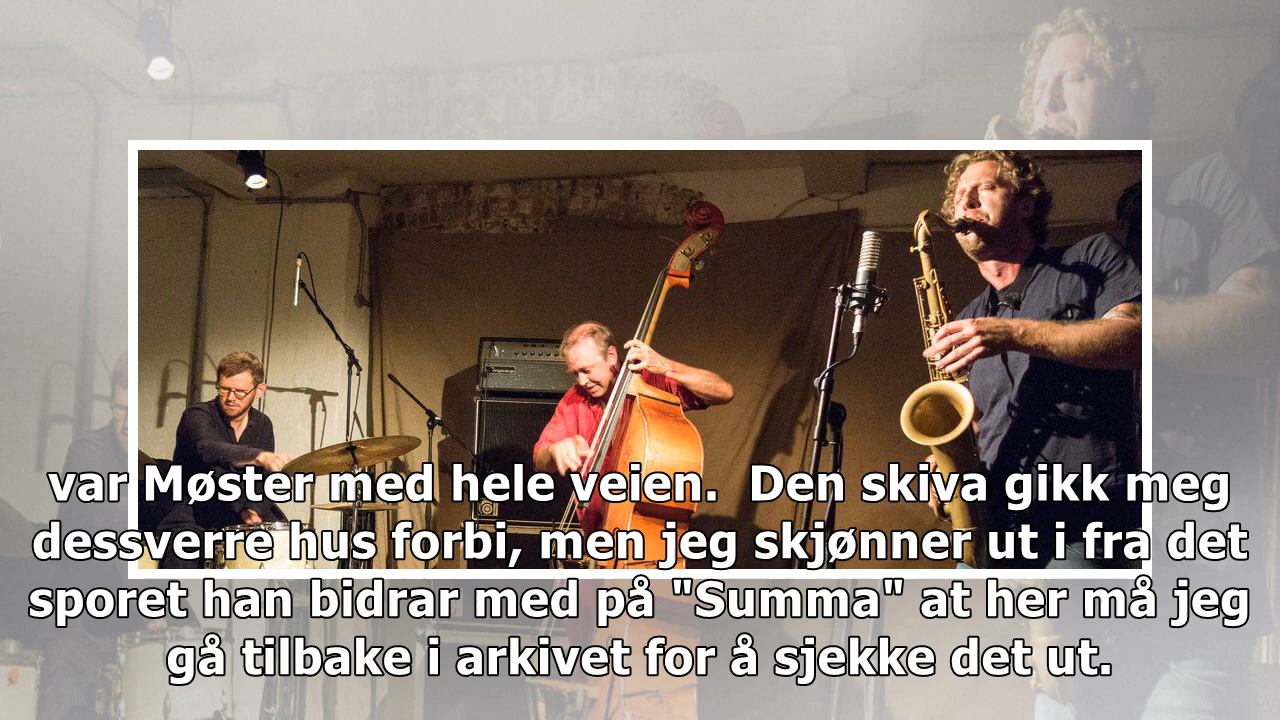 var Møster med hele veien.  Den skiva gikk meg
dessverre hus forbi, men jeg skjønner ut i fra det
sporet han bidrar med på "Summa" at her må jeg
gå tilbake i arkivet for å sjekke det ut.